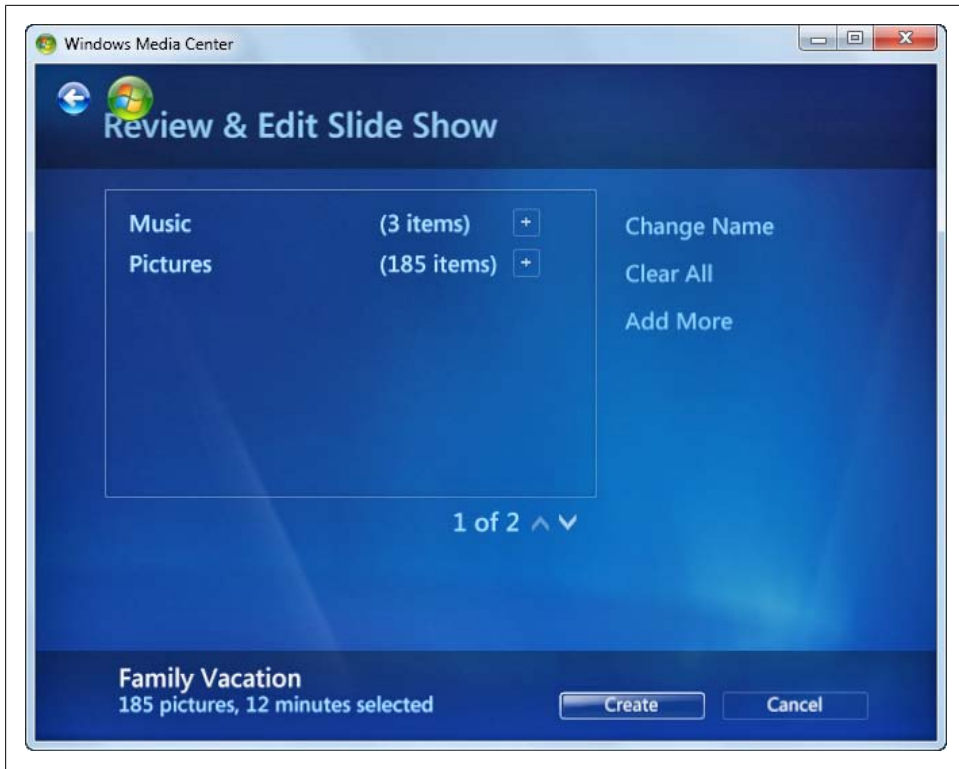 Windows Media Center
Review & Edit Slide Show
Music (3 items) +
Pictures (185 items) +
Change Name
Clear All
Add More
1 of 2
Family Vacation
185 pictures, 12 minutes selected
Create Cancel